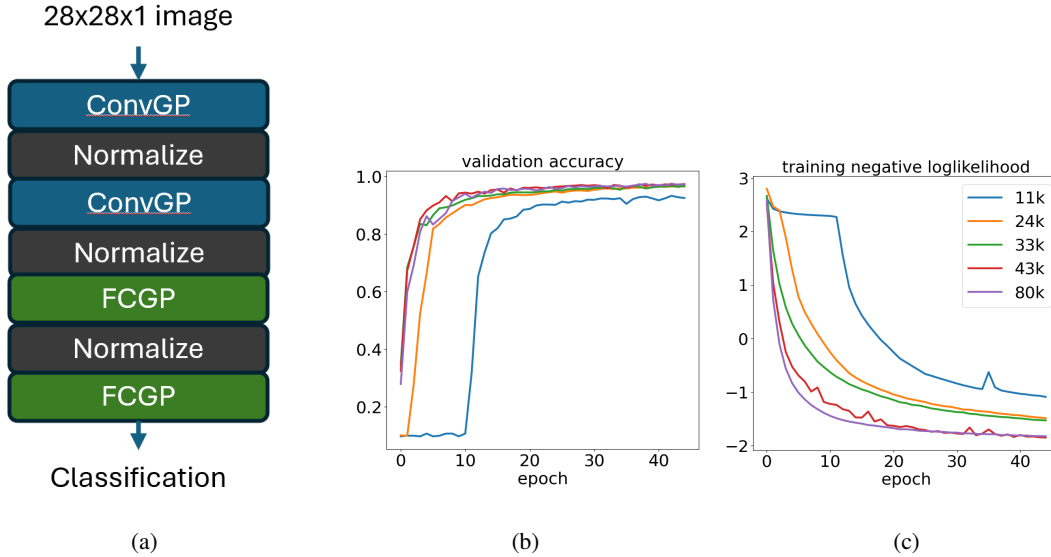 28x28x1 image
ConvGP
Normalize
ConvGP
Normalize
FCGP
Normalize
FCGP
Classification
(a)
validation accuracy
1.0
0.8
0.6
0.4
0.2
0 10 20 30 40
epoch
(b)
training negative loglikelihood
3
2
1
0
−1
−2
11k
24k
33k
43k
80k
0 10 20 30 40
epoch
(c)